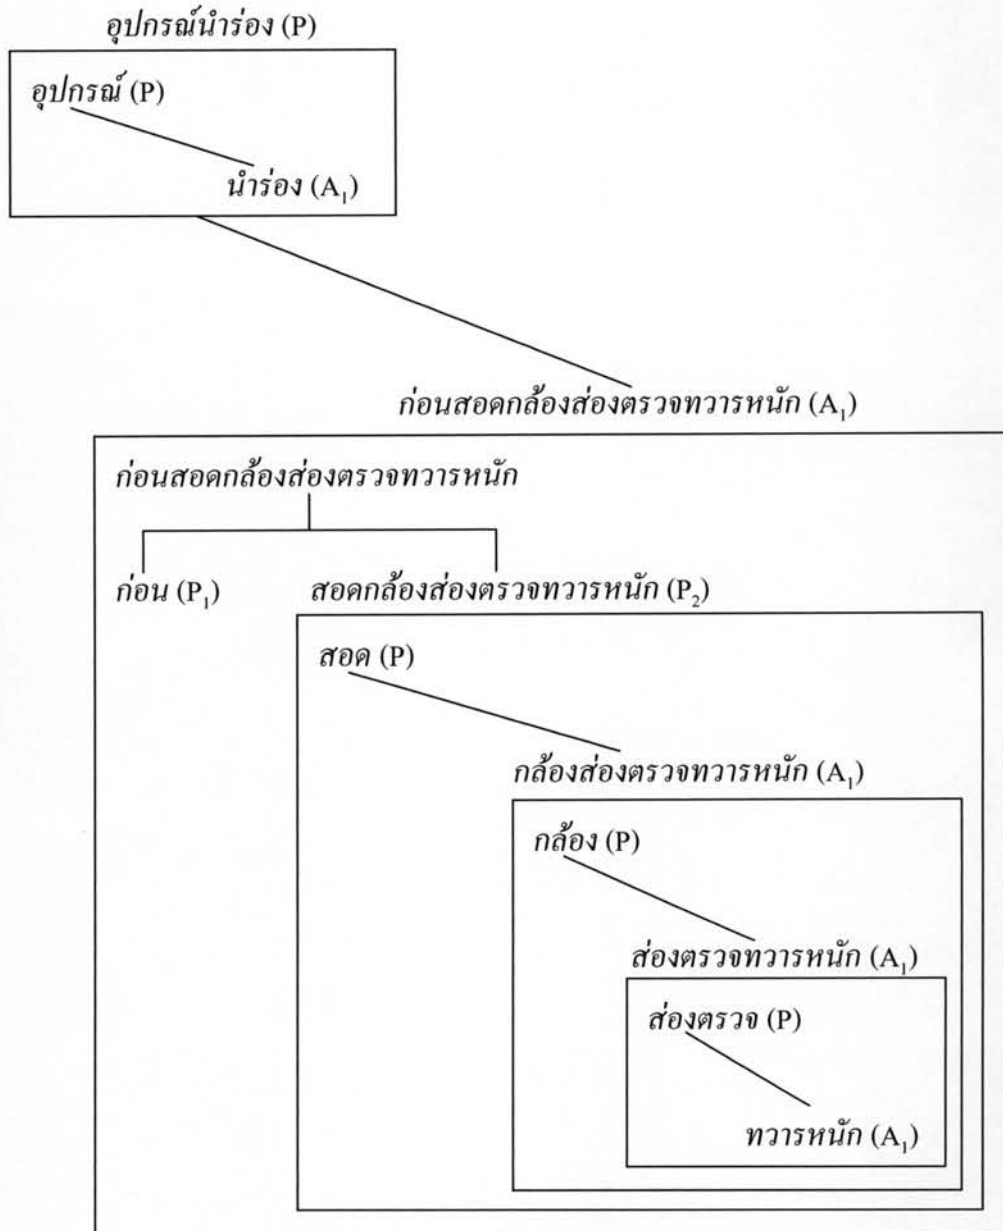 อุปกรณ์นำร่อง (P)
อุปกรณ์ (P)
นำร่อง (A₁)
ก่อนสอดกล้องส่องตรวจทวารหนัก (A₁)
ก่อนสอดกล้องส่องตรวจทวารหนัก
ก่อน (P₁) สอดกล้องส่องตรวจทวารหนัก (P₂)
สอด (P)
กล้องส่องตรวจทวารหนัก (A₁)
กล้อง (P)
ส่องตรวจทวารหนัก (A₁)
ส่องตรวจ (P)
ทวารหนัก (A₁)